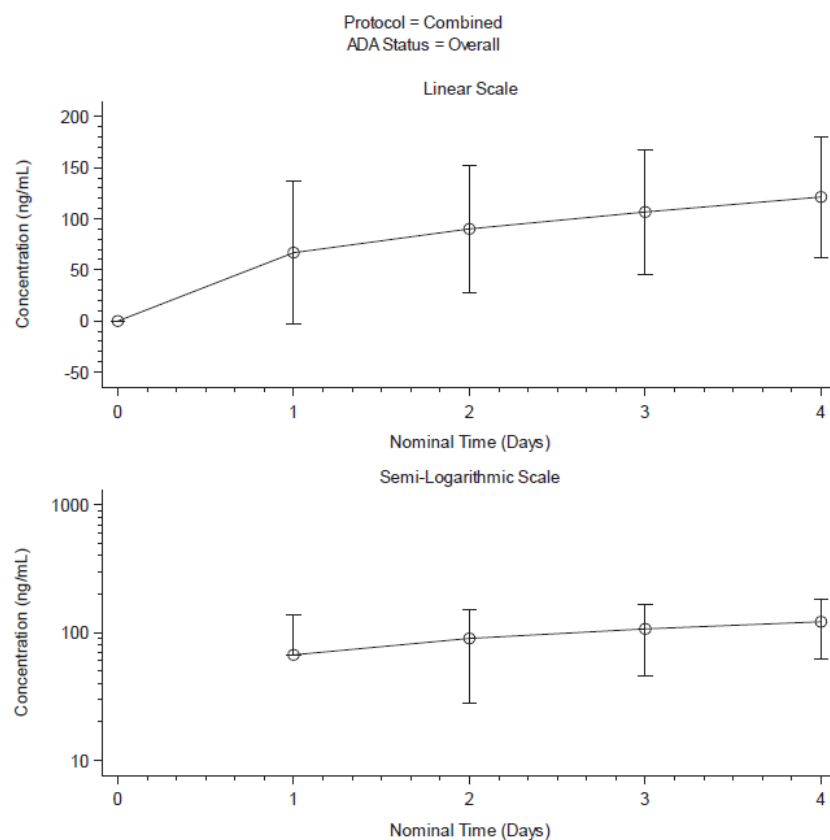 Protocol = Combined
ADA Status = Overall
Linear Scale
Concentration (ng/mL)
200
150
100
50
0
-50
0 1 2 3 4
Nominal Time (Days)
Semi-Logarithmic Scale
Concentration (ng/mL)
1000
100
10
0 1 2 3 4
Nominal Time (Days)